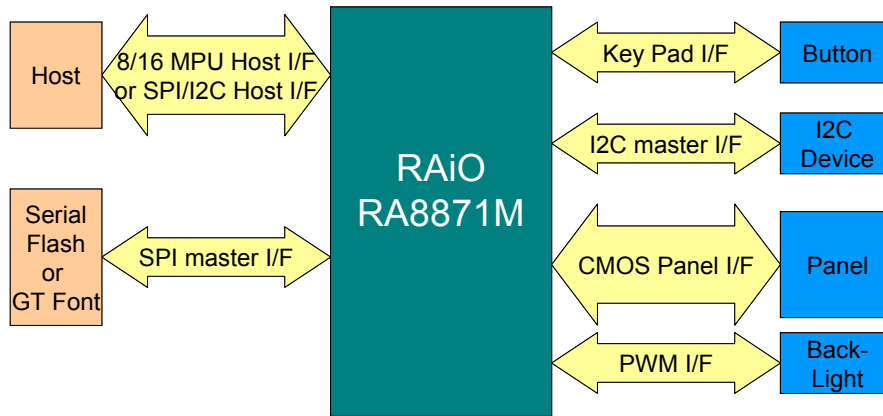 Host
8/16 MPU Host I/F
or SPI/I2C Host I/F
Serial
Flash
or
GT Font
SPI master I/F
RAiO
RA8871M
Key Pad I/F
Button
I2C master I/F
I2C
Device
CMOS Panel I/F
Panel
PWM I/F
Back-
Light